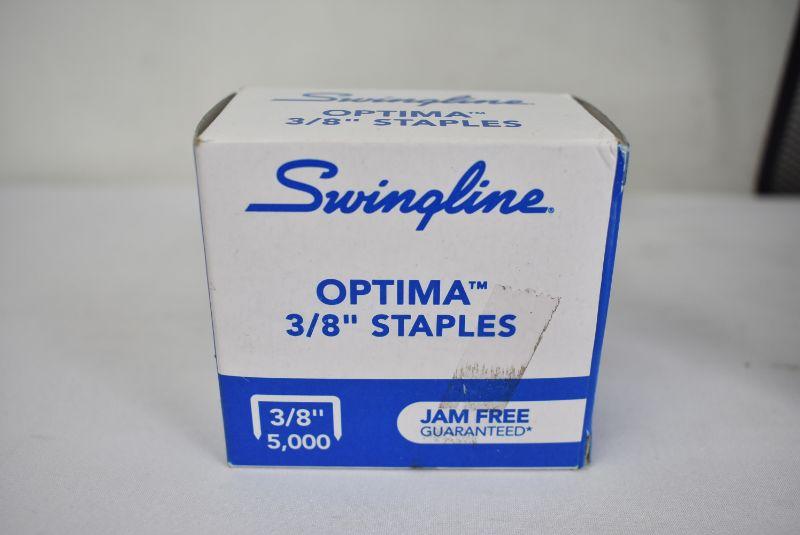 Swingline
OPTIMA™
3/8" STAPLES
Swingline®
OPTIMA™
3/8" STAPLES
3/8"
5,000
JAM FREE
GUARANTEED*